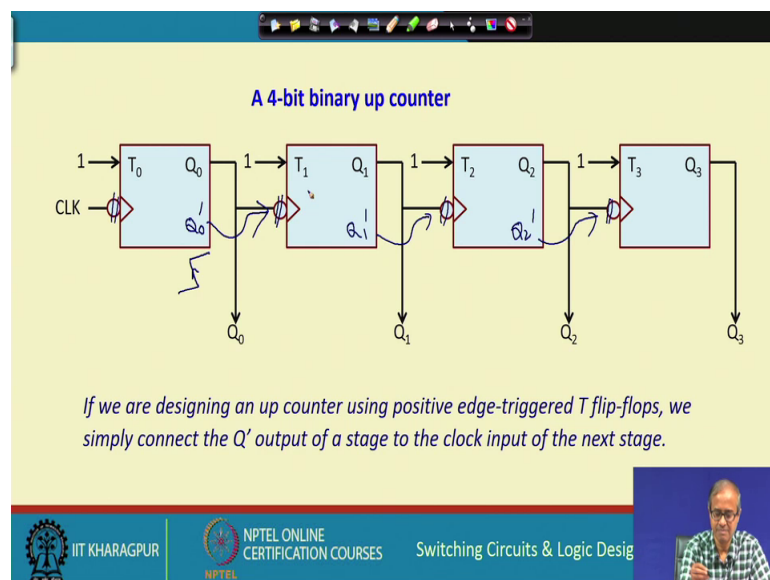 A 4-bit binary up counter
1 T0 Q0 1 T1 Q1 1 T2 Q2 1 T3 Q3
CLK Q0' Q1' Q2'
Q0 Q1 Q2 Q3
If we are designing an up counter using positive edge-triggered T flip-flops, we
simply connect the Q' output of a stage to the clock input of the next stage.
IIT KHARAGPUR
NPTEL
NPTEL ONLINE
CERTIFICATION COURSES
Switching Circuits & Logic Desig